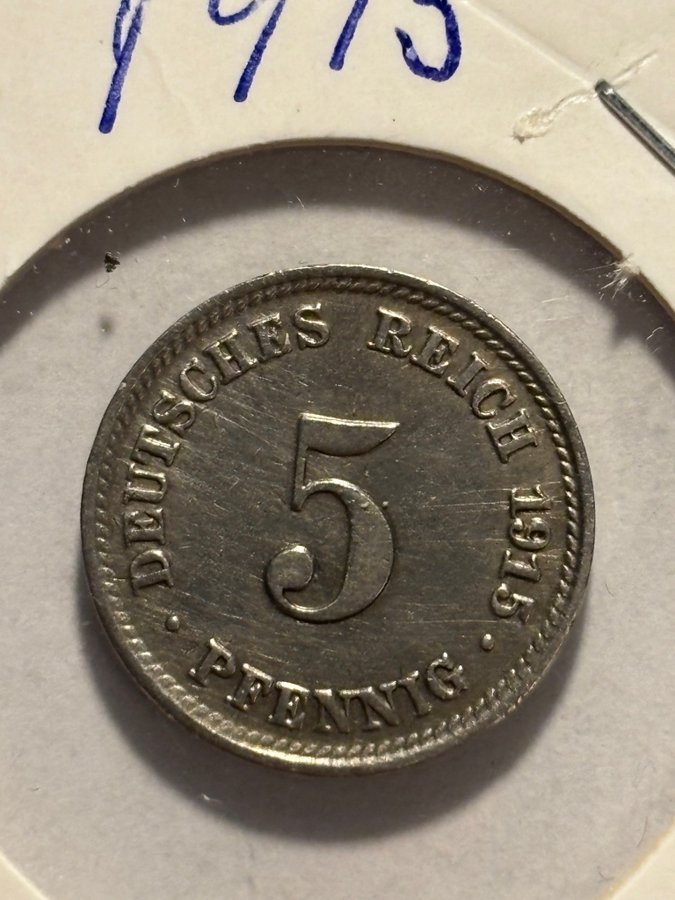 1915
DEUTSCHES REICH 1915
5
· PFENNIG ·